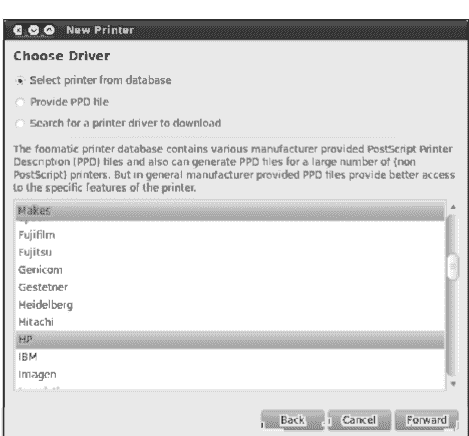 New Printer
Choose Driver
Select printer from database
Provide PPD file
Search for a printer driver to download
The foomatic printer database contains various manufacturer provided PostScript Printer
Description (PPD) files and also can generate PPD files for a large number of (non
PostScript) printers. But in general manufacturer provided PPD files provide better access
to the specific features of the printer.
Makes
Fujifilm
Fujitsu
Genicom
Gestetner
Heidelberg
Hitachi
HP
IBM
Imagen
Back Cancel Forward